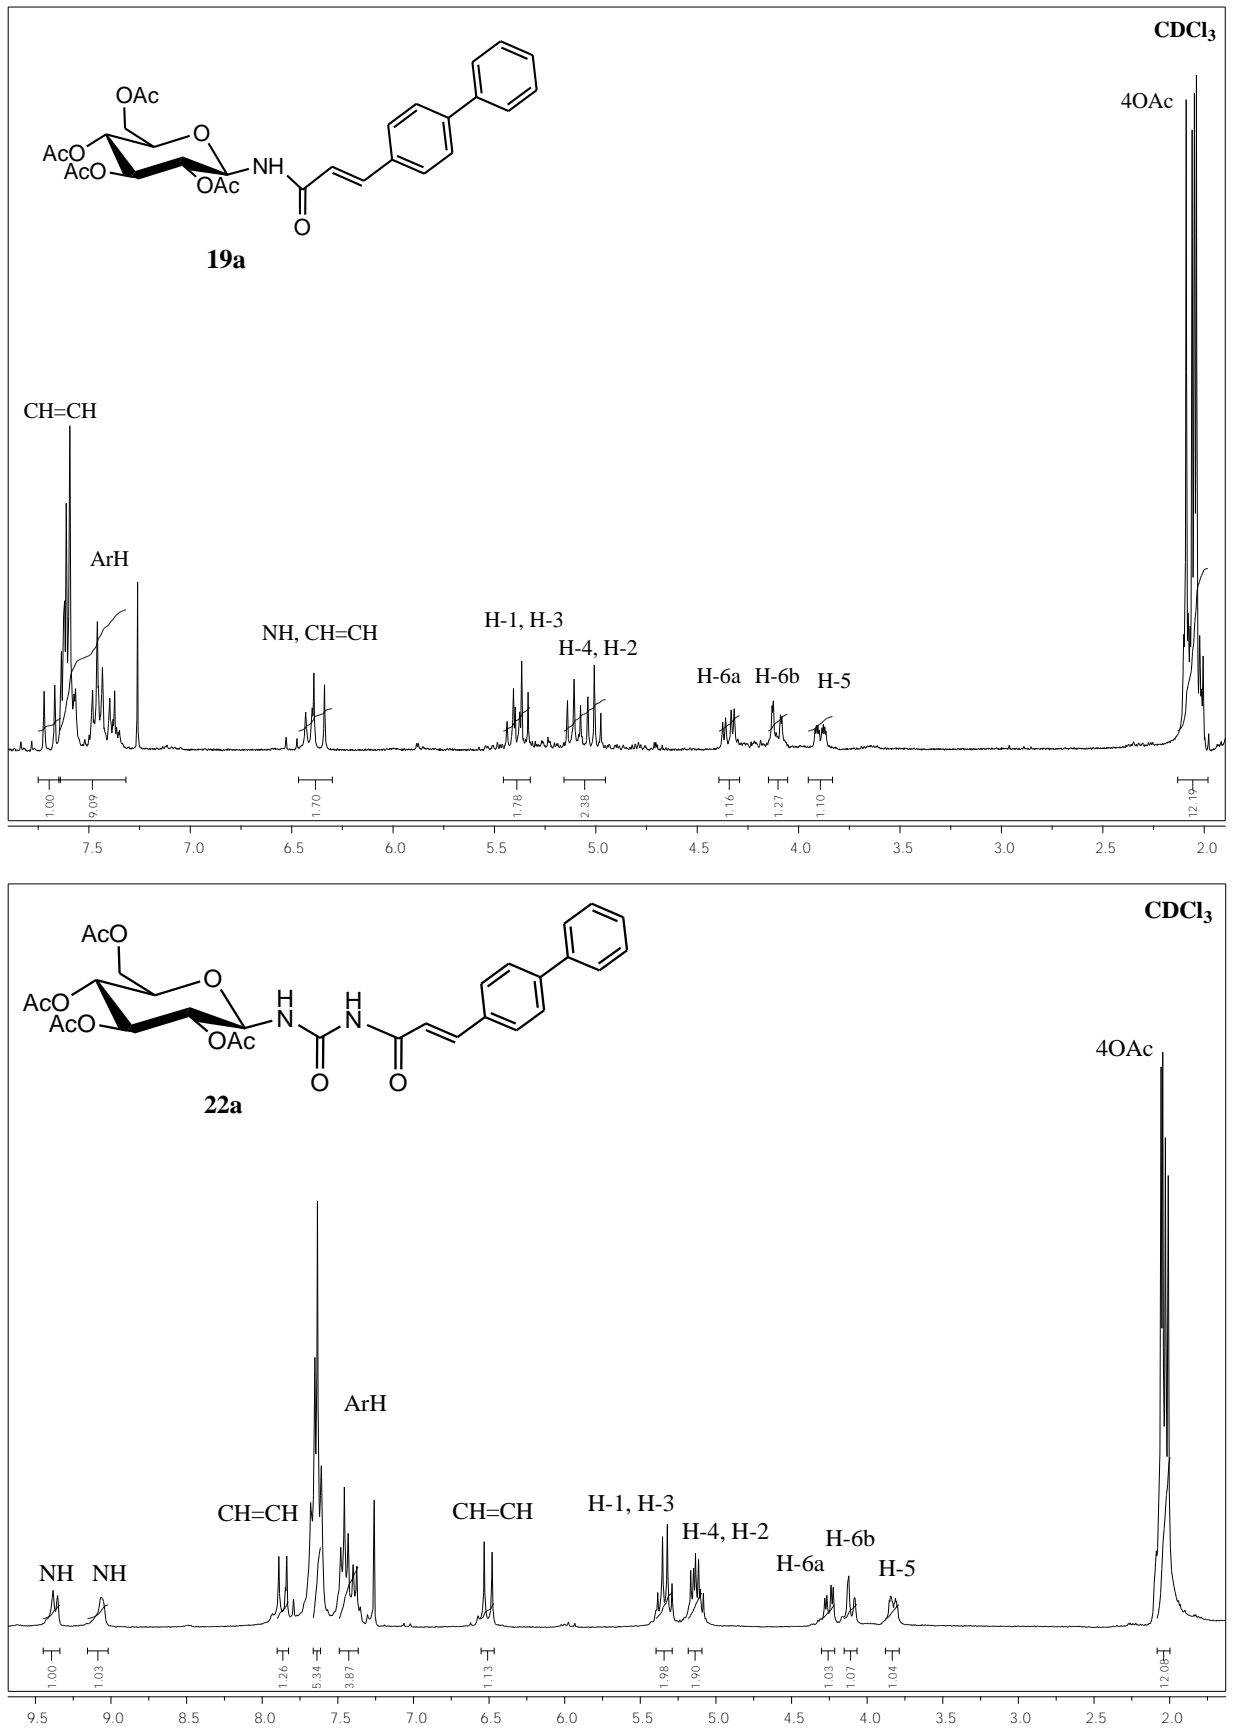 CDCl3
4OAc
OAc
O
AcO
AcO
OAc
NH
O
19a
CH=CH
ArH
NH, CH=CH
H-1, H-3
H-4, H-2
H-6a
H-6b
H-5
1.00
9.09
1.70
1.78
2.38
1.16
1.27
1.10
12.19
7.5 7.0 6.5 6.0 5.5 5.0 4.5 4.0 3.5 3.0 2.5 2.0
CDCl3
AcO
O
AcO
AcO
OAc
H
N
H
N
O
O
22a
4OAc
ArH
CH=CH
CH=CH
H-1, H-3
H-4, H-2
H-6a
H-6b
H-5
NH
NH
1.00
1.03
1.26
5.34
3.87
1.13
1.98
1.90
1.03
1.07
1.04
12.08
9.5 9.0 8.5 8.0 7.5 7.0 6.5 6.0 5.5 5.0 4.5 4.0 3.5 3.0 2.5 2.0